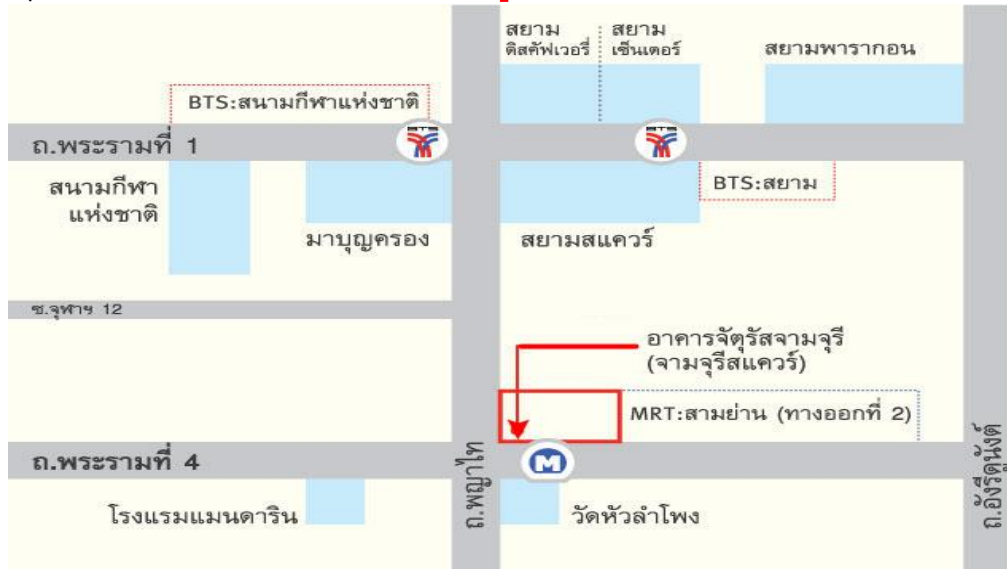 สยาม
ดิสคัฟเวอรี่
สยาม
เซ็นเตอร์
สยามพารากอน
BTS:สนามกีฬาแห่งชาติ
ถ.พระรามที่ 1
BTS:สยาม
สนามกีฬา
แห่งชาติ
มาบุญครอง
สยามสแควร์
ซ.จุฬาฯ 12
อาคารจัตุรัสจามจุรี
(จามจุรีสแควร์)
MRT:สามย่าน (ทางออกที่ 2)
ถ.พระรามที่ 4
M
ถ.พญาไท
ถ.อังรีดูนังต์
โรงแรมแมนดาริน
วัดหัวลำโพง